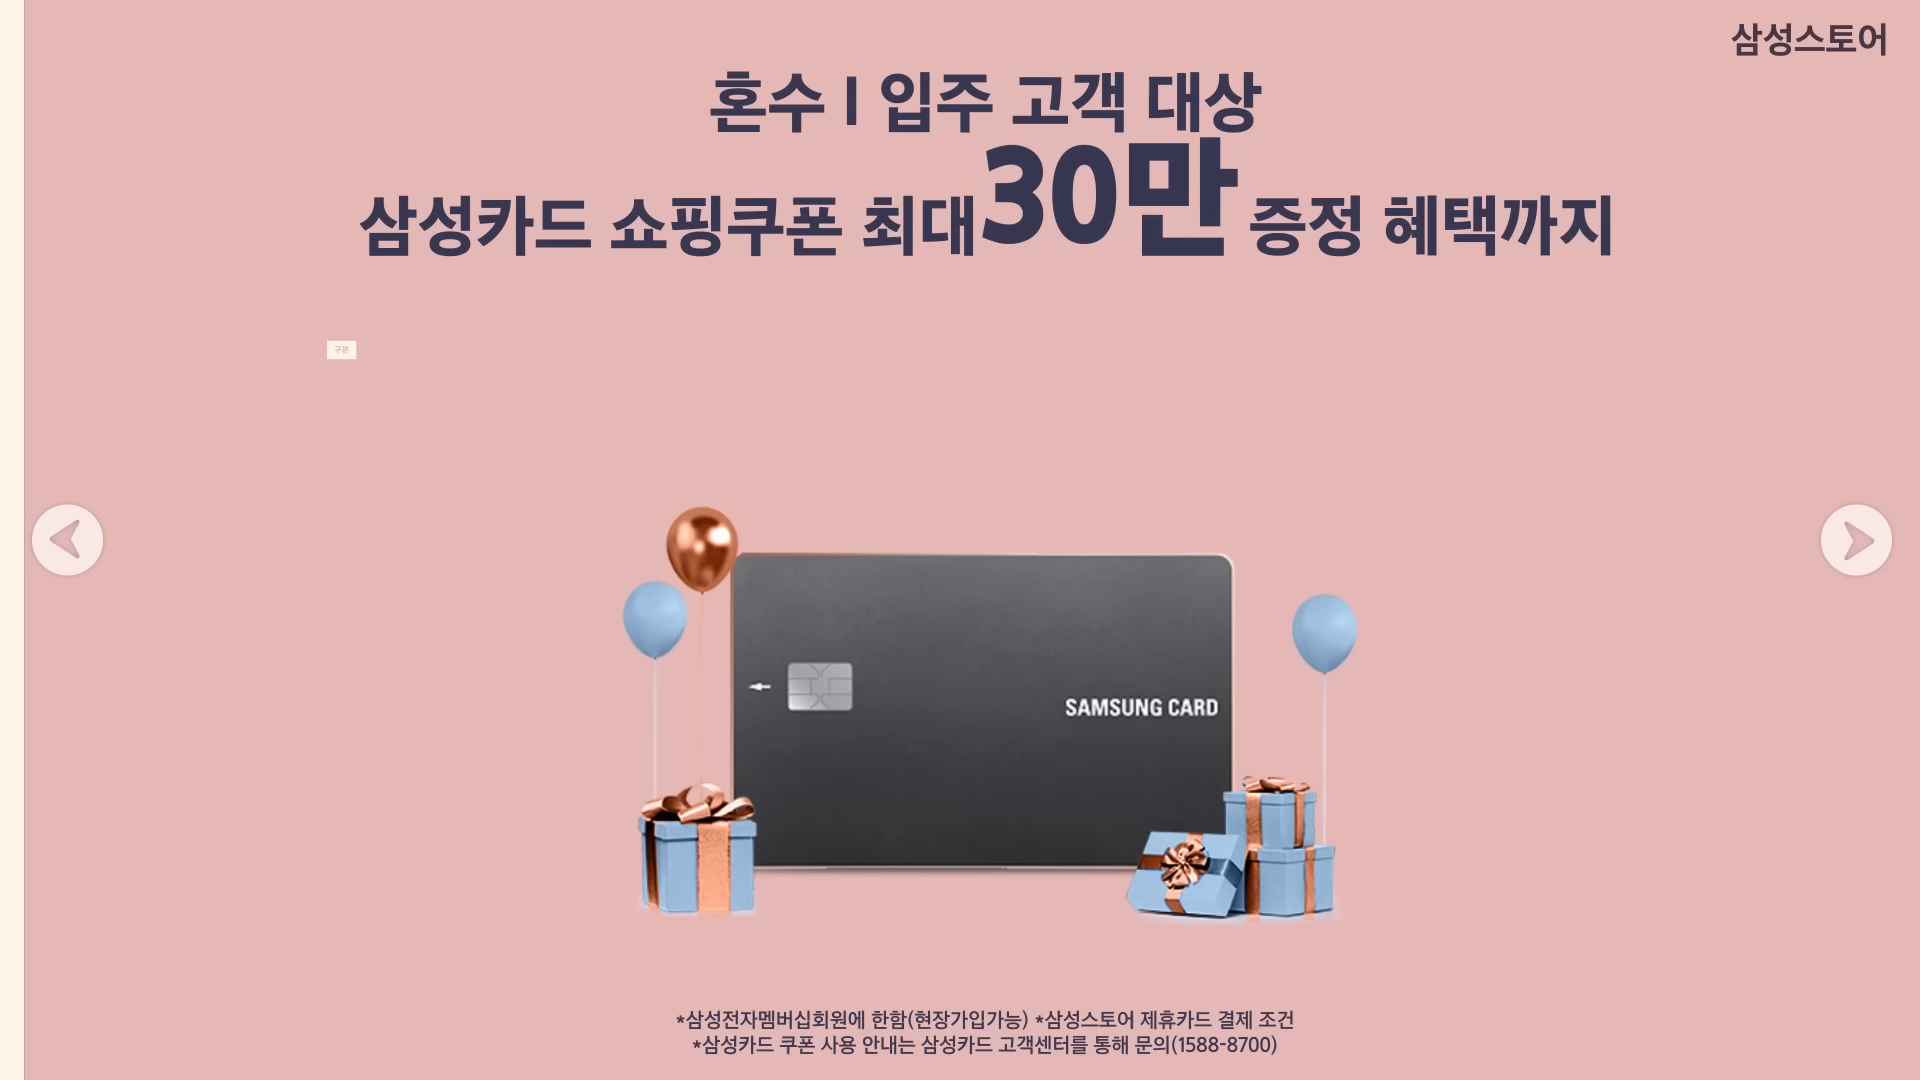 삼성스토어
혼수 I 입주 고객 대상
삼성카드 쇼핑쿠폰 최대 30만 증정 혜택까지
구분
SAMSUNG CARD
*삼성전자멤버십회원에 한함(현장가입가능) *삼성스토어 제휴카드 결제 조건
*삼성카드 쿠폰 사용 안내는 삼성카드 고객센터를 통해 문의(1588-8700)